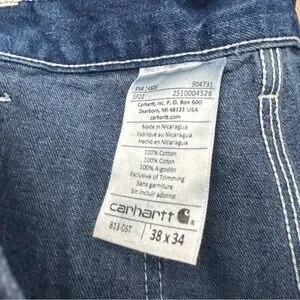 RN# 14806 904731
SP22 2510004528
Carhartt, Inc. P.O. Box 600
Dearborn, MI 48121 USA
carhartt.com
Made in Nicaragua
Fabriqué au Nicaragua
Hecho en Nicaragua
100% Cotton
100% Cotton
100% Algodón
Exclusive of Trimming
Sans garniture
Sin incluir adorno
carhartt
B13-DST 38 x 34